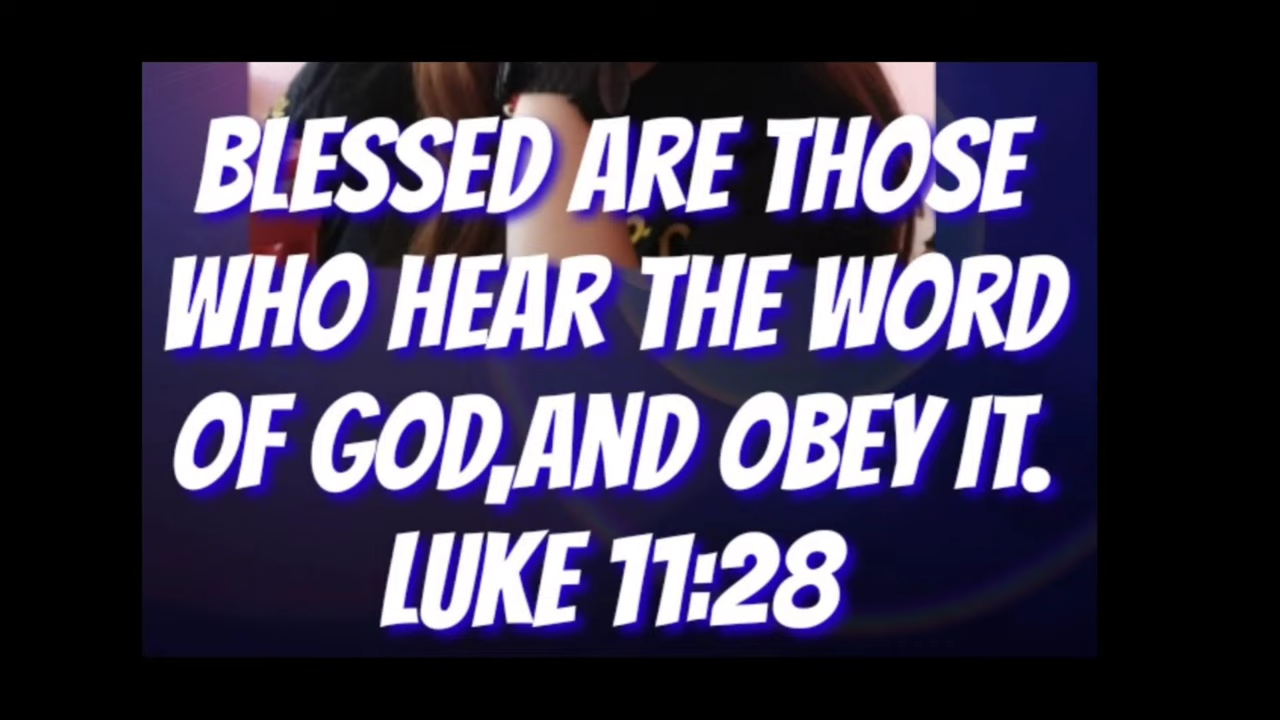 BLESSED ARE THOSE
WHO HEAR THE WORD
OF GOD,AND OBEY IT.
LUKE 11:28